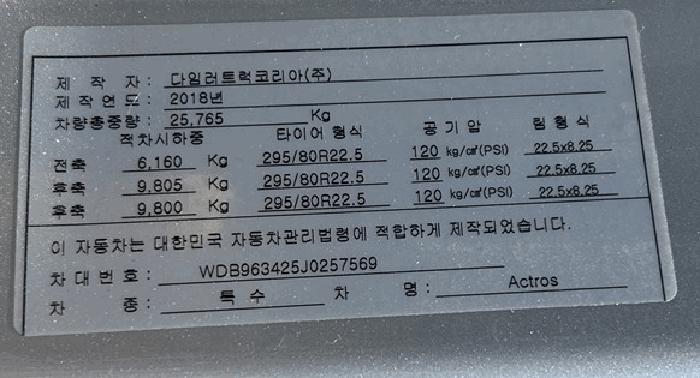 제 작 자 : 다임러트럭코리아(주)
제작연도 : 2018년
차량총중량 : 25,765 Kg
적차시하중 타이어 형식 공기압 림형식
전축 6,160 Kg 295/80R22.5 120 kg/㎠(PSI) 22.5x8.25
후축 9,805 Kg 295/80R22.5 120 kg/㎠(PSI) 22.5x8.25
후축 9,800 Kg 295/80R22.5 120 kg/㎠(PSI) 22.5x8.25
이 자동차는 대한민국 자동차관리법령에 적합하게 제작되었습니다.
차대번호 : WDB963425J0257569
차 종 : 특 수 차 명 : Actros